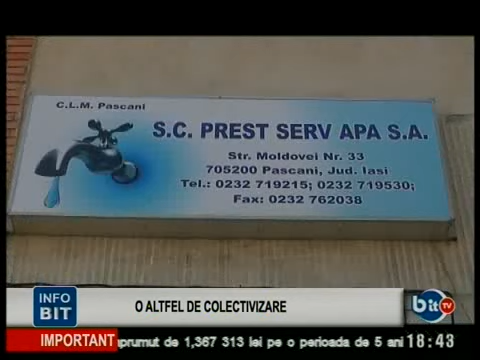 C.L.M. Pascani
S.C. PREST SERV APA S.A.
Str. Moldovei Nr. 33
705200 Pascani, Jud. Iasi
Tel.: 0232 719215; 0232 719530;
Fax: 0232 762038
INFO
BIT
O ALTFEL DE COLECTIVIZARE
bit TV
IMPORTANT
prumut de 1,367 313 lei pe o perioada de 5 ani
18:43